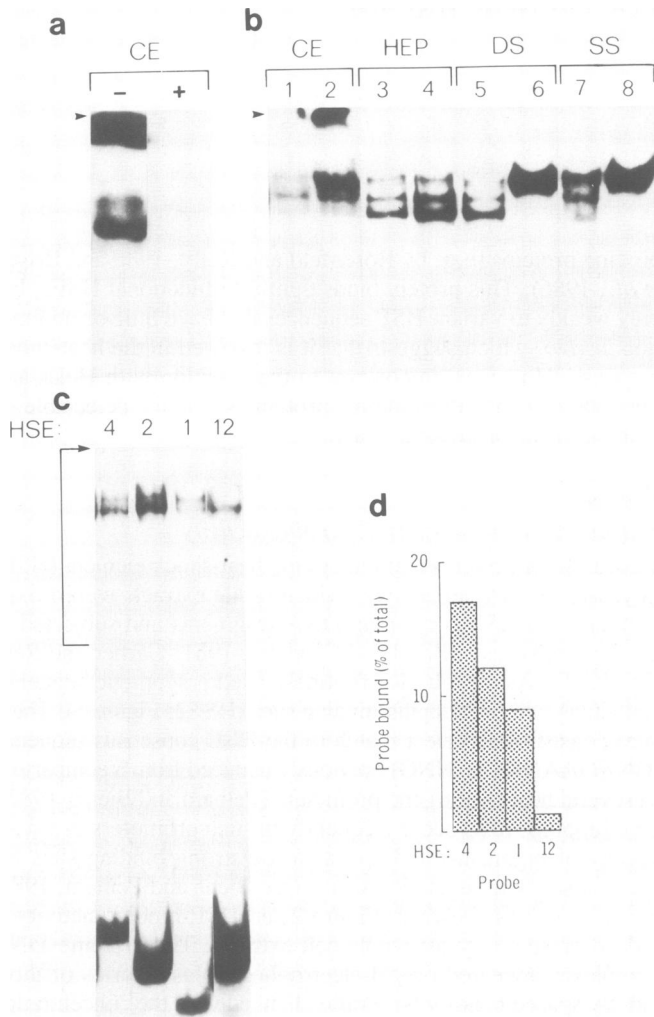 a
CE
- +
b
CE HEP DS SS
1 2 3 4 5 6 7 8
c
HSE: 4 2 1 12
d
20
10
Probe bound (% of total)
HSE: 4 2 1 12
Probe